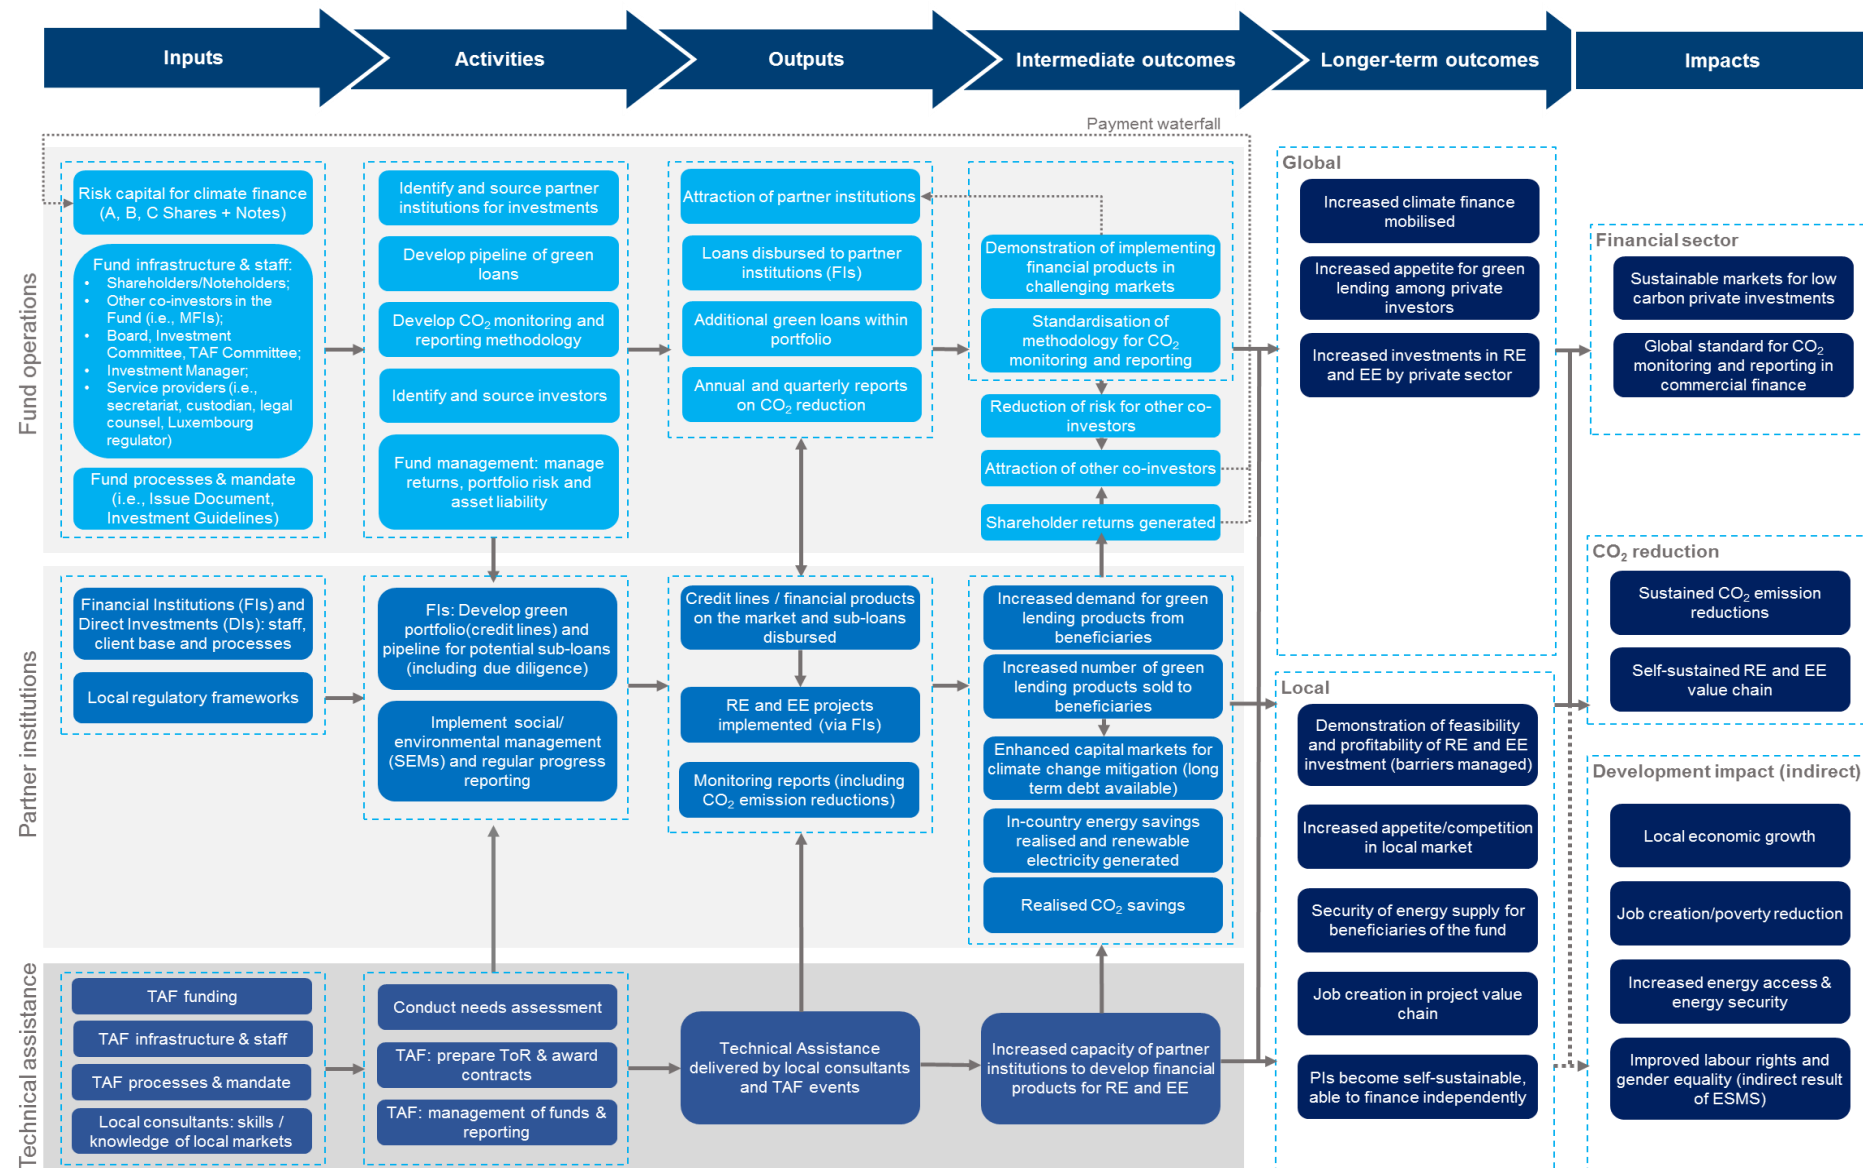 Inputs
Activities
Outputs
Intermediate outcomes
Longer-term outcomes
Impacts
Payment waterfall
Fund operations
Risk capital for climate finance
(A, B, C Shares + Notes)
Fund infrastructure & staff:
• Shareholders/Noteholders;
• Other co-investors in the
Fund (i.e., MFIs);
• Board, Investment
Committee, TAF Committee;
• Investment Manager;
• Service providers (i.e.,
secretariat, custodian, legal
counsel, Luxembourg
regulator)
Fund processes & mandate
(i.e., Issue Document,
Investment Guidelines)
Identify and source partner
institutions for investments
Develop pipeline of green
loans
Develop CO2 monitoring and
reporting methodology
Identify and source investors
Fund management: manage
returns, portfolio risk and
asset liability
Attraction of partner institutions
Loans disbursed to partner
institutions (FIs)
Additional green loans within
portfolio
Annual and quarterly reports
on CO2 reduction
Demonstration of implementing
financial products in
challenging markets
Standardisation of
methodology for CO2
monitoring and reporting
Reduction of risk for other co-
investors
Attraction of other co-investors
Shareholder returns generated
Partner institutions
Financial Institutions (FIs) and
Direct Investments (DIs): staff,
client base and processes
Local regulatory frameworks
FIs: Develop green
portfolio(credit lines) and
pipeline for potential sub-loans
(including due diligence)
Implement social/
environmental management
(SEMs) and regular progress
reporting
Credit lines / financial products
on the market and sub-loans
disbursed
RE and EE projects
implemented (via FIs)
Monitoring reports (including
CO2 emission reductions)
Increased demand for green
lending products from
beneficiaries
Increased number of green
lending products sold to
beneficiaries
Enhanced capital markets for
climate change mitigation (long
term debt available)
In-country energy savings
realised and renewable
electricity generated
Realised CO2 savings
Technical assistance
TAF funding
TAF infrastructure & staff
TAF processes & mandate
Local consultants: skills /
knowledge of local markets
Conduct needs assessment
TAF: prepare ToR & award
contracts
TAF: management of funds &
reporting
Technical Assistance
delivered by local consultants
and TAF events
Increased capacity of partner
institutions to develop financial
products for RE and EE
Global
Increased climate finance
mobilised
Increased appetite for green
lending among private
investors
Increased investments in RE
and EE by private sector
Local
Demonstration of feasibility
and profitability of RE and EE
investment (barriers managed)
Increased appetite/competition
in local market
Security of energy supply for
beneficiaries of the fund
Job creation in project value
chain
PIs become self-sustainable,
able to finance independently
Financial sector
Sustainable markets for low
carbon private investments
Global standard for CO2
monitoring and reporting in
commercial finance
CO2 reduction
Sustained CO2 emission
reductions
Self-sustained RE and EE
value chain
Development impact (indirect)
Local economic growth
Job creation/poverty reduction
Increased energy access &
energy security
Improved labour rights and
gender equality (indirect result
of ESMS)